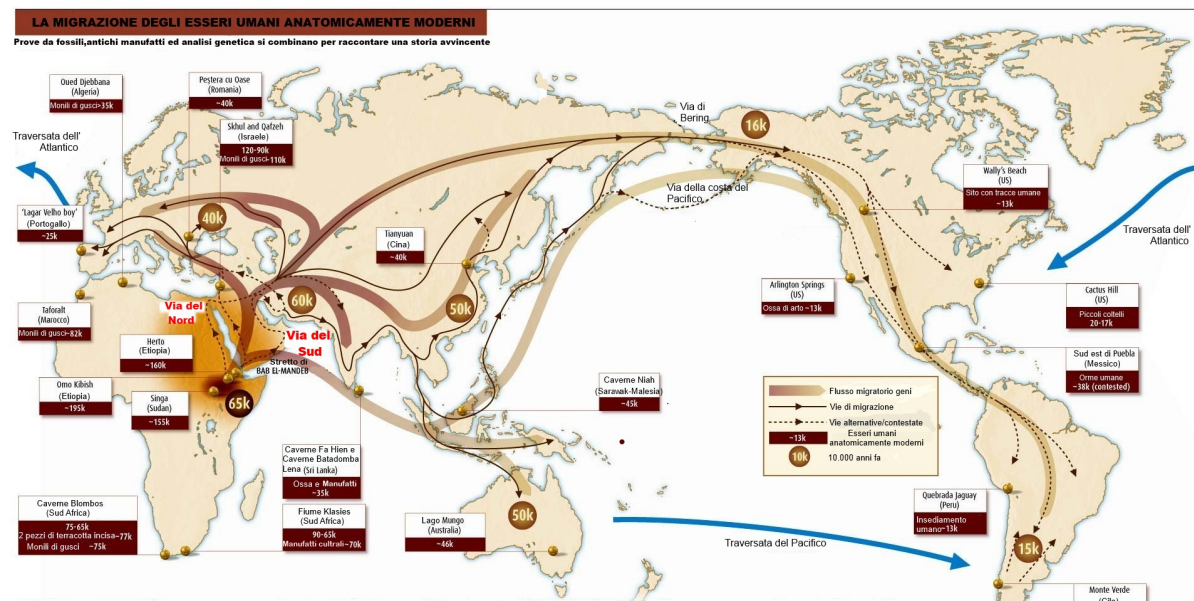 LA MIGRAZIONE DEGLI ESSERI UMANI ANATOMICAMENTE MODERNI
Prove da fossili,antichi manufatti ed analisi genetica si combinano per raccontare una storia avvincente
Oued Djebbana
(Algeria)
Monili di gusci>35k
Peștera cu Oase
(Romania)
~40k
Skhul and Qafzeh
(Israele)
120-90k
Monili di gusci~110k
Traversata dell'
Atlantico
'Lagar Velho boy'
(Portogallo)
~25k
Taforalt
(Marocco)
Monili di gusci~82k
Herto
(Etiopia)
~160k
Omo Kibish
(Etiopia)
~195k
Singa
(Sudan)
~155k
Via del
Nord
Via del
Sud
Stretto di
BAB EL-MANDEB
40k
60k
65k
50k
50k
16k
15k
Tianyuan
(Cina)
~40k
Via di
Bering
Via della costa del
Pacifico
Wally's Beach
(US)
Sito con tracce umane
~13k
Traversata dell'
Atlantico
Arlington Springs
(US)
Ossa di arto ~13k
Cactus Hill
(US)
Piccoli coltelli
20-17k
Sud est di Puebla
(Messico)
Orme umane
~38k (contested)
Caverne Niah
(Sarawak-Malesia)
~45k
Flusso migratorio geni
Vie di migrazione
Vie alternative/contestate
~13k
Esseri umani
anatomicamente moderni
10k
10.000 anni fa
Caverne Fa Hien e
Caverne Batadomba
Lena (Sri Lanka)
Ossa e Manufatti
~35k
Caverne Blombos
(Sud Africa)
75-65k
2 pezzi di terracotta incisa~77k
Monili di gusci ~75k
Fiume Klasies
(Sud Africa)
90-65k
Manufatti cultrali~70k
Lago Mungo
(Australia)
~46k
Traversata del Pacifico
Quebrada Jaguay
(Peru)
Insediamento
umano~13k
Monte Verde